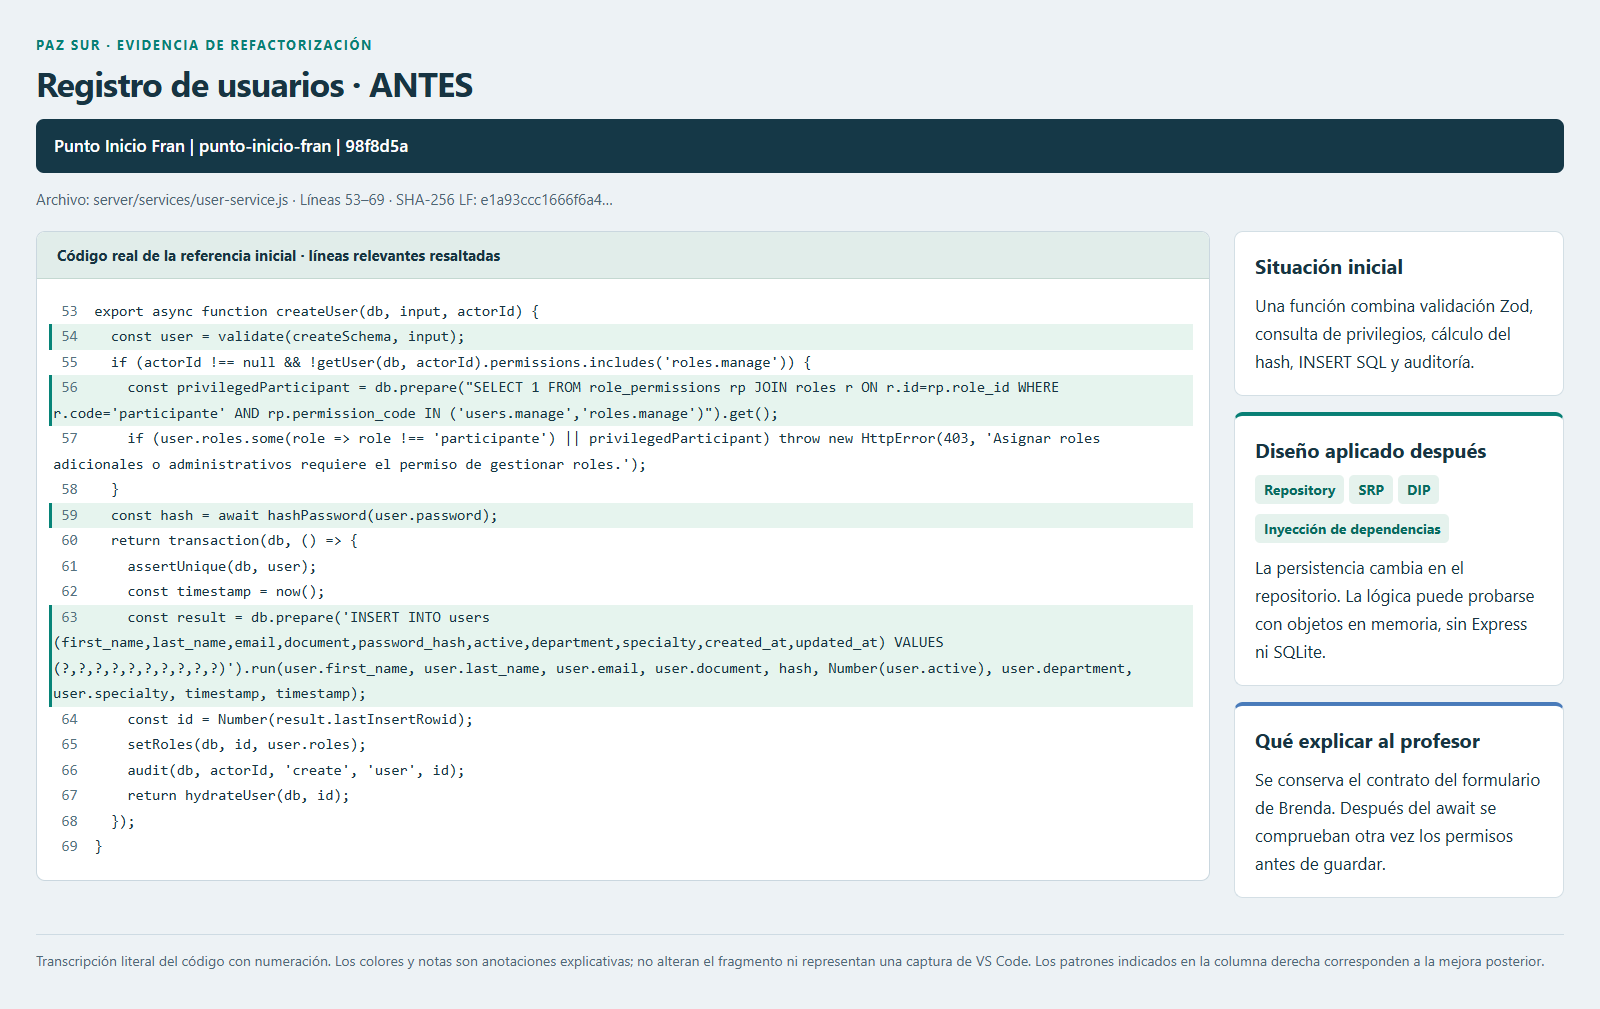 PAZ SUR · EVIDENCIA DE REFACTORIZACIÓN
Registro de usuarios · ANTES
Punto Inicio Fran | punto-inicio-fran | 98f8d5a
Archivo: server/services/user-service.js · Líneas 53–69 · SHA-256 LF: e1a93ccc1666f6a4...
Código real de la referencia inicial · líneas relevantes resaltadas
53 export async function createUser(db, input, actorId) {
54 const user = validate(createSchema, input);
55 if (actorId !== null && !getUser(db, actorId).permissions.includes('roles.manage')) {
56 const privilegedParticipant = db.prepare("SELECT 1 FROM role_permissions rp JOIN roles r ON r.id=rp.role_id WHERE
r.code='participante' AND rp.permission_code IN ('users.manage','roles.manage')").get();
57 if (user.roles.some(role => role !== 'participante') || privilegedParticipant) throw new HttpError(403, 'Asignar roles
adicionales o administrativos requiere el permiso de gestionar roles.');
58 }
59 const hash = await hashPassword(user.password);
60 return transaction(db, () => {
61 assertUnique(db, user);
62 const timestamp = now();
63 const result = db.prepare('INSERT INTO users
(first_name,last_name,email,document,password_hash,active,department,specialty,created_at,updated_at) VALUES
(?,?,?,?,?,?,?,?,?,?)').run(user.first_name, user.last_name, user.email, user.document, hash, Number(user.active), user.department,
user.specialty, timestamp, timestamp);
64 const id = Number(result.lastInsertRowid);
65 setRoles(db, id, user.roles);
66 audit(db, actorId, 'create', 'user', id);
67 return hydrateUser(db, id);
68 });
69 }
Situación inicial
Una función combina validación Zod,
consulta de privilegios, cálculo del
hash, INSERT SQL y auditoría.
Diseño aplicado después
Repository SRP DIP
Inyección de dependencias
La persistencia cambia en el
repositorio. La lógica puede probarse
con objetos en memoria, sin Express
ni SQLite.
Qué explicar al profesor
Se conserva el contrato del formulario
de Brenda. Después del await se
comprueban otra vez los permisos
antes de guardar.
Transcripción literal del código con numeración. Los colores y notas son anotaciones explicativas; no alteran el fragmento ni representan una captura de VS Code. Los patrones indicados en la columna derecha corresponden a la mejora posterior.